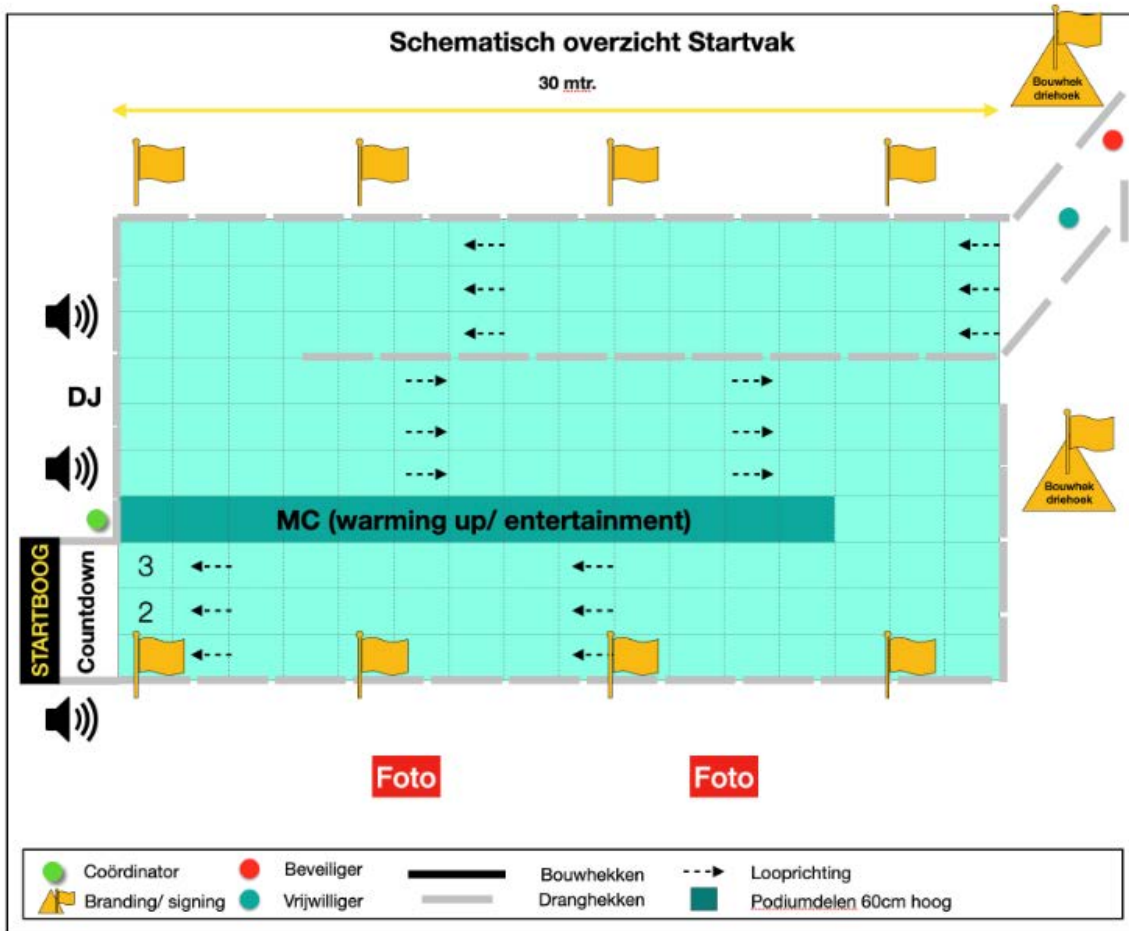 Schematisch overzicht Startvak
30 mtr.
Bouwhek
driehoek
DJ
Bouwhek
driehoek
MC (warming up/ entertainment)
STARTBOOG
Countdown
3
2
Foto
Foto
Coördinator
Beveiliger
Bouwhekken
Looprichting
Branding/ signing
Vrijwilliger
Dranghekken
Podiumdelen 60cm hoog